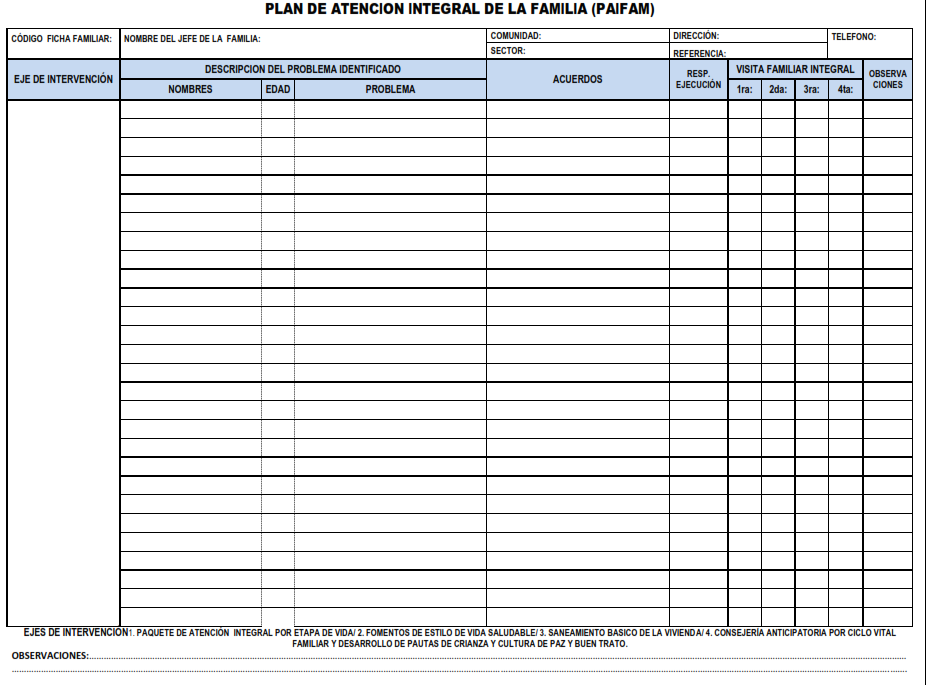 PLAN DE ATENCION INTEGRAL DE LA FAMILIA (PAIFAM)
CÓDIGO FICHA FAMILIAR:
NOMBRE DEL JEFE DE LA FAMILIA:
COMUNIDAD:
SECTOR:
DIRECCIÓN:
REFERENCIA:
TELEFONO:
EJE DE INTERVENCIÓN
DESCRIPCION DEL PROBLEMA IDENTIFICADO
NOMBRES
EDAD
PROBLEMA
ACUERDOS
RESP.
EJECUCIÓN
VISITA FAMILIAR INTEGRAL
1ra:
2da:
3ra:
4ta:
OBSERVA
CIONES
EJES DE INTERVENCIÓN1. PAQUETE DE ATENCIÓN INTEGRAL POR ETAPA DE VIDA/ 2. FOMENTOS DE ESTILO DE VIDA SALUDABLE/ 3. SANEAMIENTO BASICO DE LA VIVIENDA/ 4. CONSEJERÍA ANTICIPATORIA POR CICLO VITAL
FAMILIAR Y DESARROLLO DE PAUTAS DE CRIANZA Y CULTURA DE PAZ Y BUEN TRATO.
OBSERVACIONES: